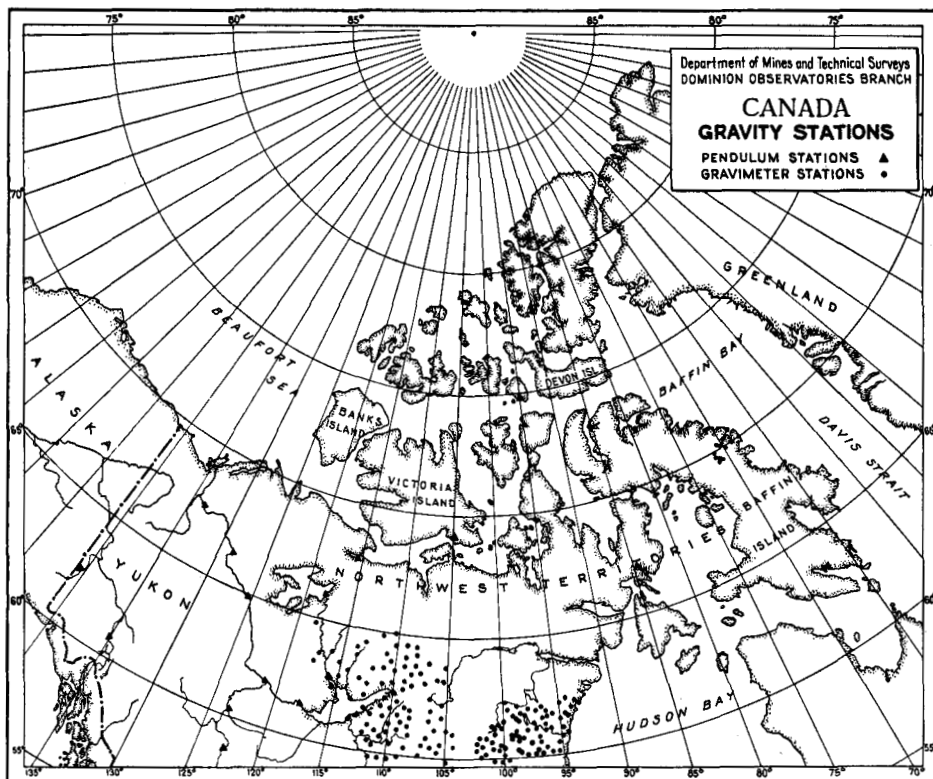 75°
80°
85°
85°
80°
75°
Department of Mines and Technical Surveys
DOMINION OBSERVATORIES BRANCH
CANADA
GRAVITY STATIONS
PENDULUM STATIONS ▲
GRAVIMETER STATIONS •
70°
70°
GREENLAND
BEAUFORT
SEA
BAFFIN BAY
DEVON ISL.
ALASKA
BANKS
ISLAND
DAVIS STRAIT
65°
65°
VICTORIA
ISLAND
BAFFIN
ISLAND
NORTH WEST TERRITORIES
YUKON
60°
60°
HUDSON BAY
55°
55°
135°
125°
120°
115°
110°
105°
100°
95°
90°
85°
80°
75°
70°